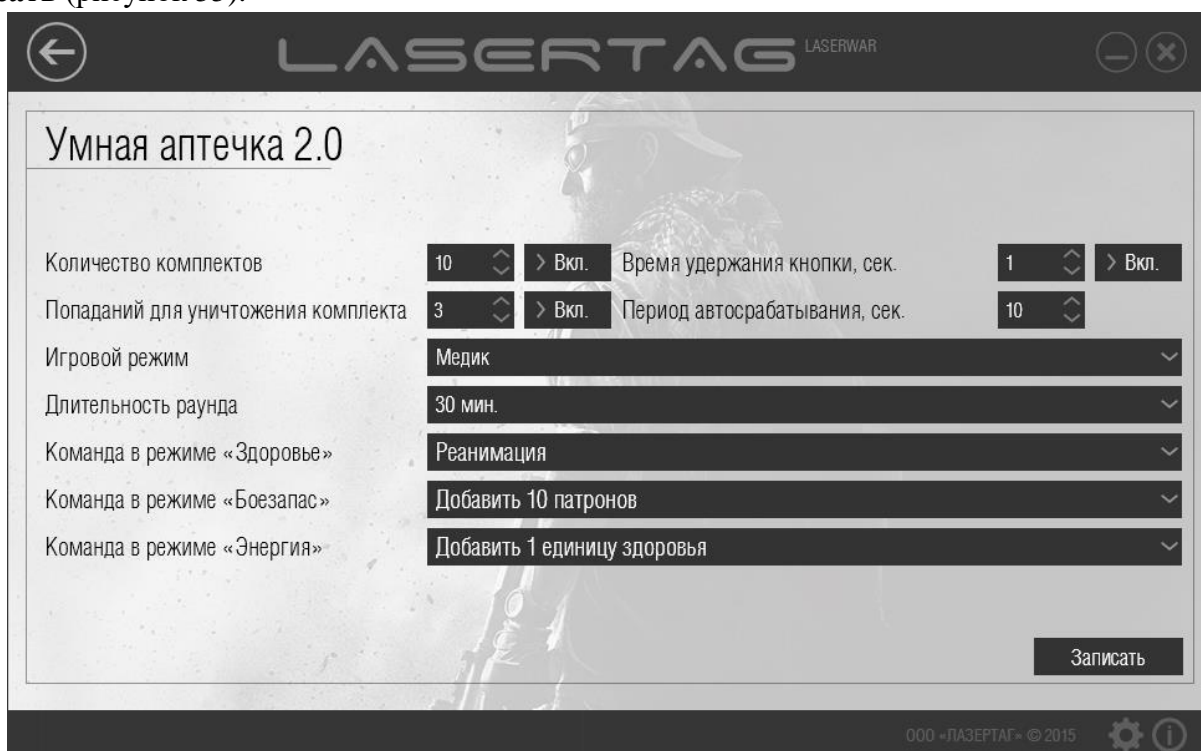 LASERTAG LASERWAR
Умная аптечка 2.0
Количество комплектов 10 > Вкл. Время удержания кнопки, сек. 1 > Вкл.
Попаданий для уничтожения комплекта 3 > Вкл. Период автосрабатывания, сек. 10
Игровой режим Медик
Длительность раунда 30 мин.
Команда в режиме «Здоровье» Реанимация
Команда в режиме «Боезапас» Добавить 10 патронов
Команда в режиме «Энергия» Добавить 1 единицу здоровья
Записать
ООО «ЛАЗЕРТАГ» © 2015